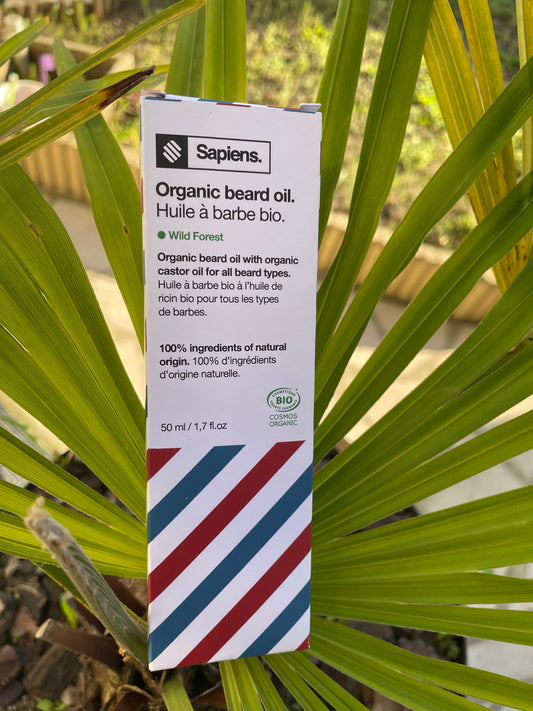 Sapiens.
Organic beard oil.
Huile à barbe bio.
Wild Forest
Organic beard oil with organic
castor oil for all beard types.
Huile à barbe bio à l'huile de
ricin bio pour tous les types
de barbes.
100% ingredients of natural
origin. 100% d'ingrédients
d'origine naturelle.
BIO
COSMOS
ORGANIC
50 ml / 1,7 fl.oz